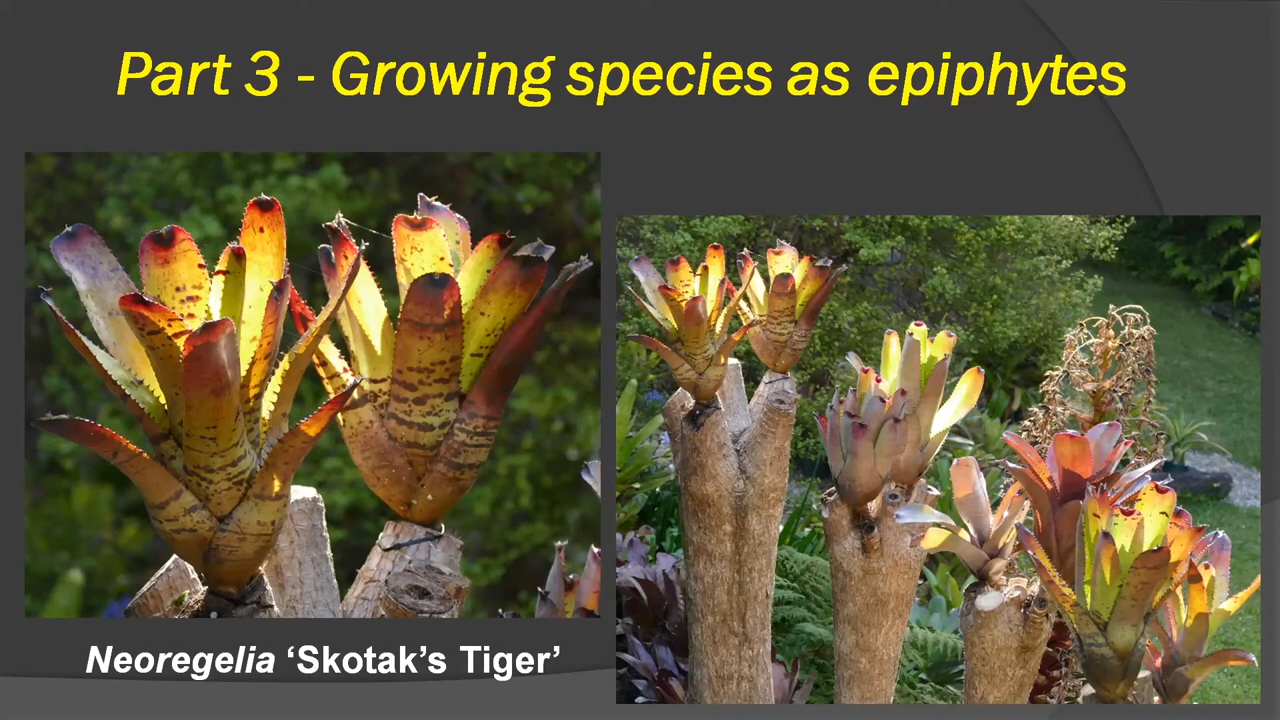 Part 3 - Growing species as epiphytes
Neoregelia ‘Skotak’s Tiger’